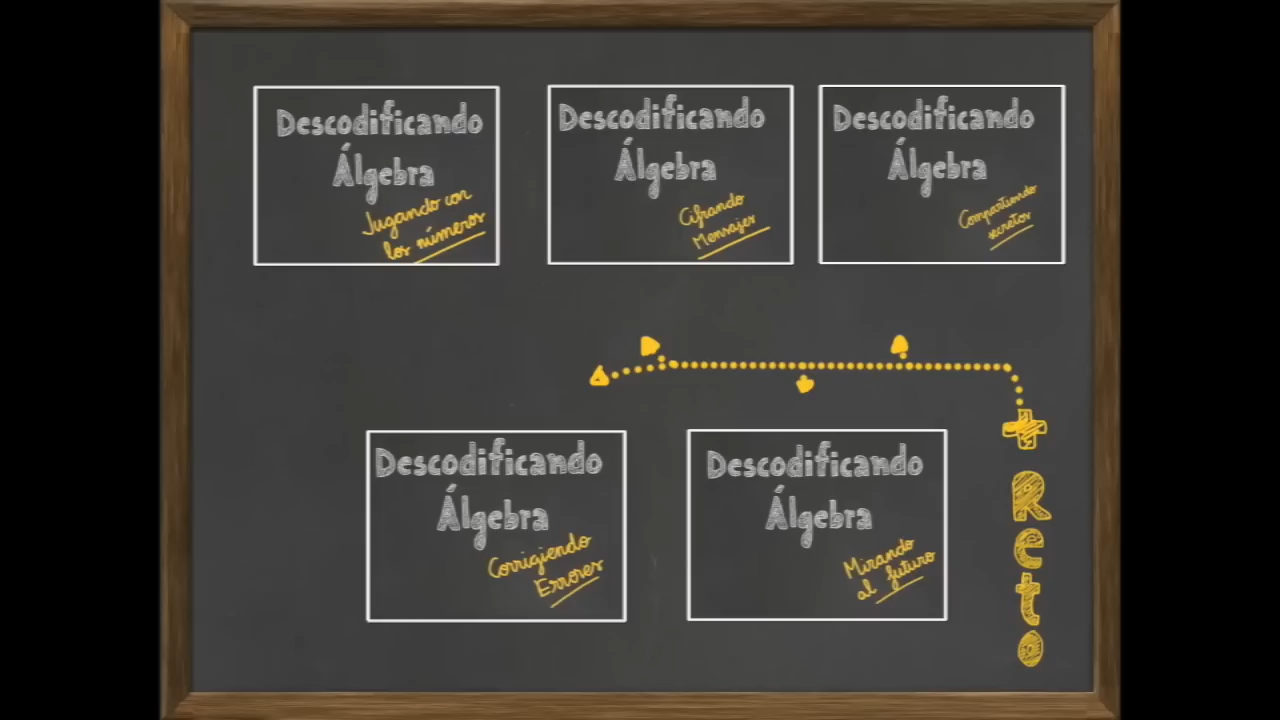 Descodificando
Álgebra
Jugando con
los números
Descodificando
Álgebra
Cifrando
Mensajes
Descodificando
Álgebra
Compartiendo
secretos
Descodificando
Álgebra
Corrigiendo
Errores
Descodificando
Álgebra
Mirando
al futuro
+ Reto